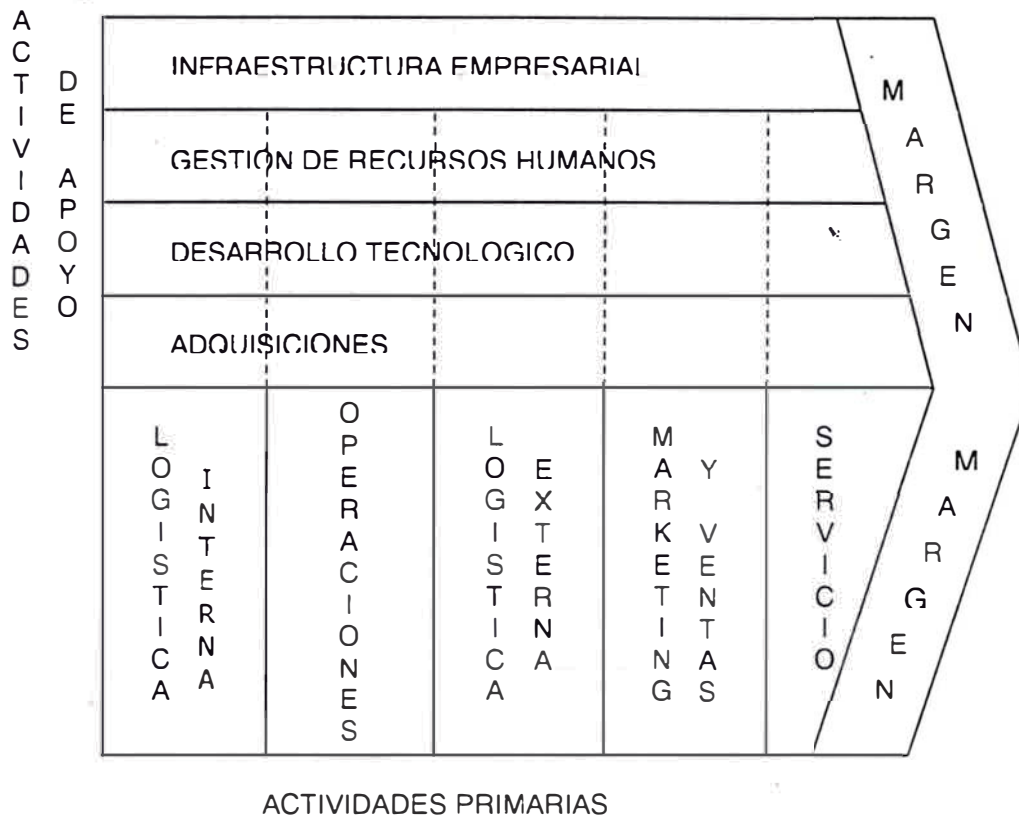 ACTIVIDADES
DE APOYO
INFRAESTRUCTURA EMPRESARIAL
GESTION DE RECURSOS HUMANOS
DESARROLLO TECNOLOGICO
ADQUISICIONES
MARGEN
LOGISTICA
INTERNA
OPERACIONES
LOGISTICA
EXTERNA
MARKETING
Y VENTAS
SERVICIO
MARGEN
ACTIVIDADES PRIMARIAS